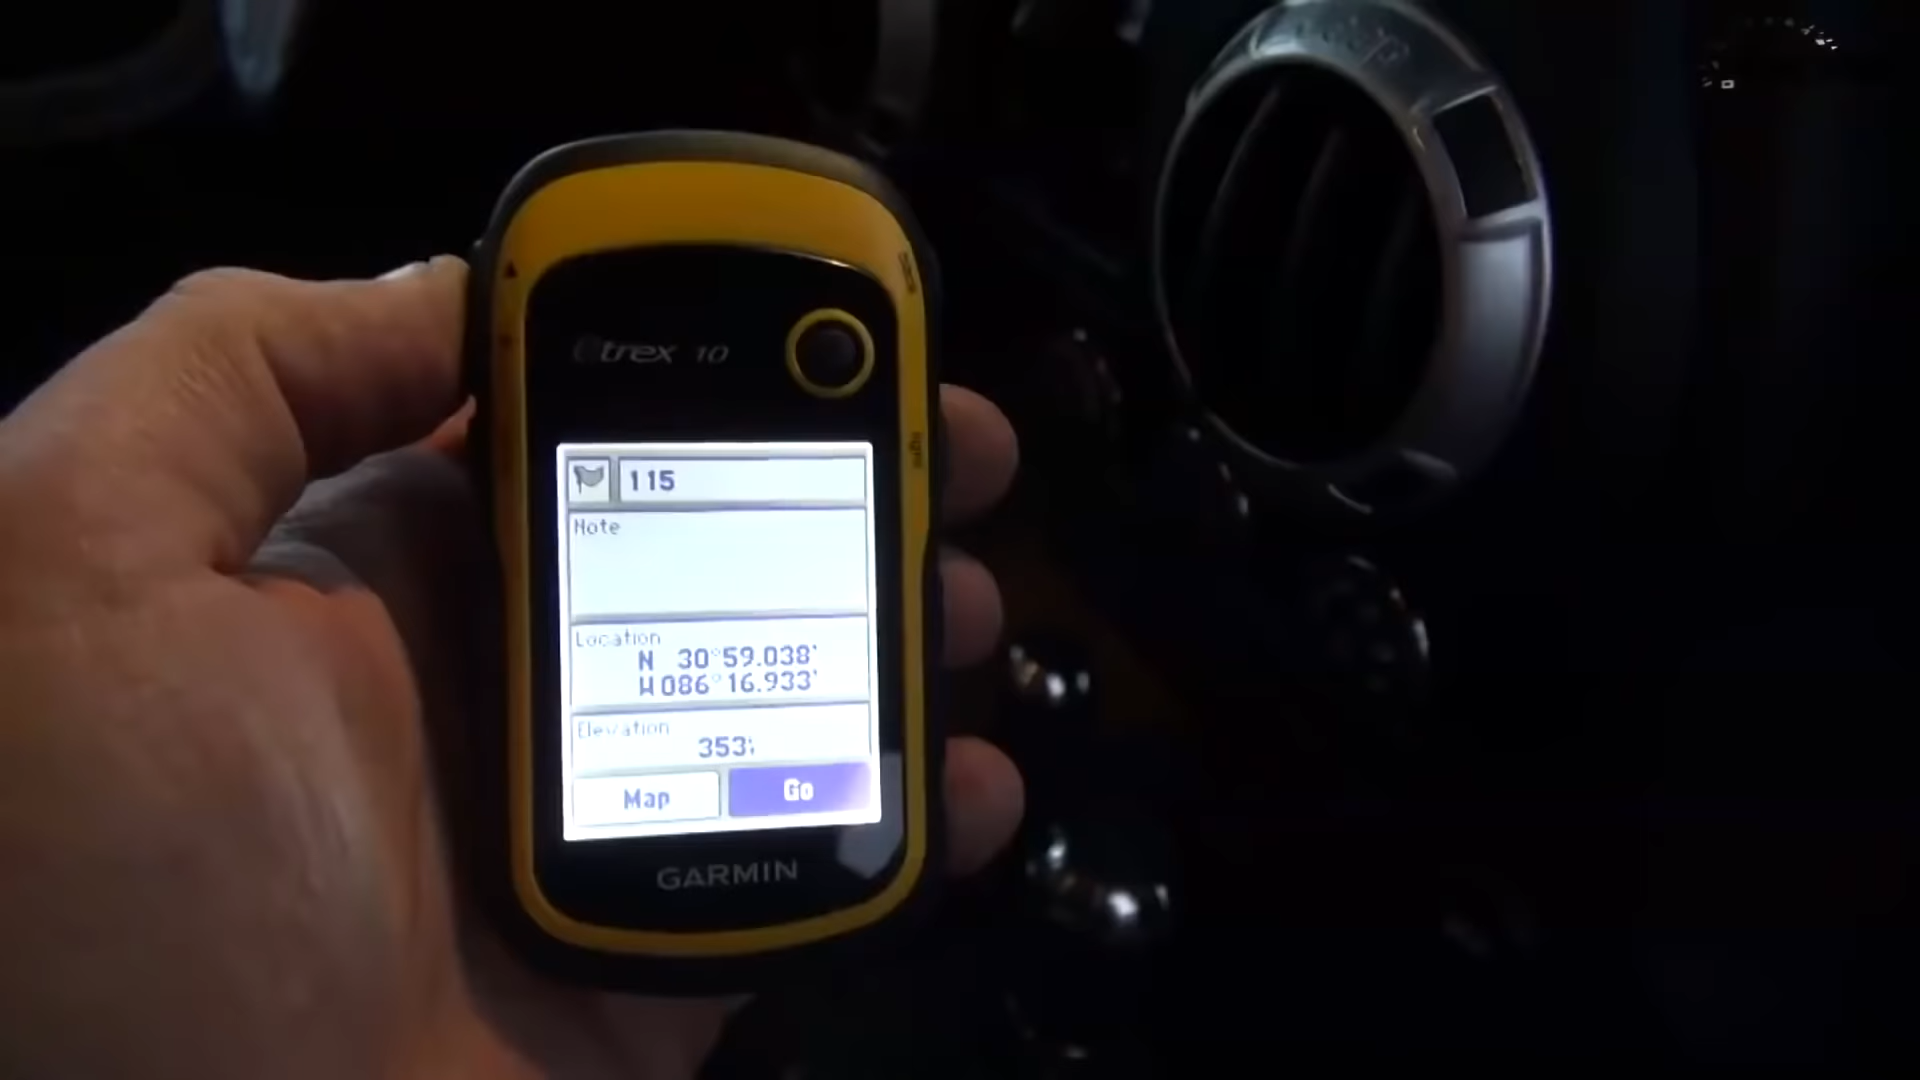 etrex 10
115
Note
Location
N 30°59.038'
W086°16.933'
Elevation
353
Map
Go
GARMIN